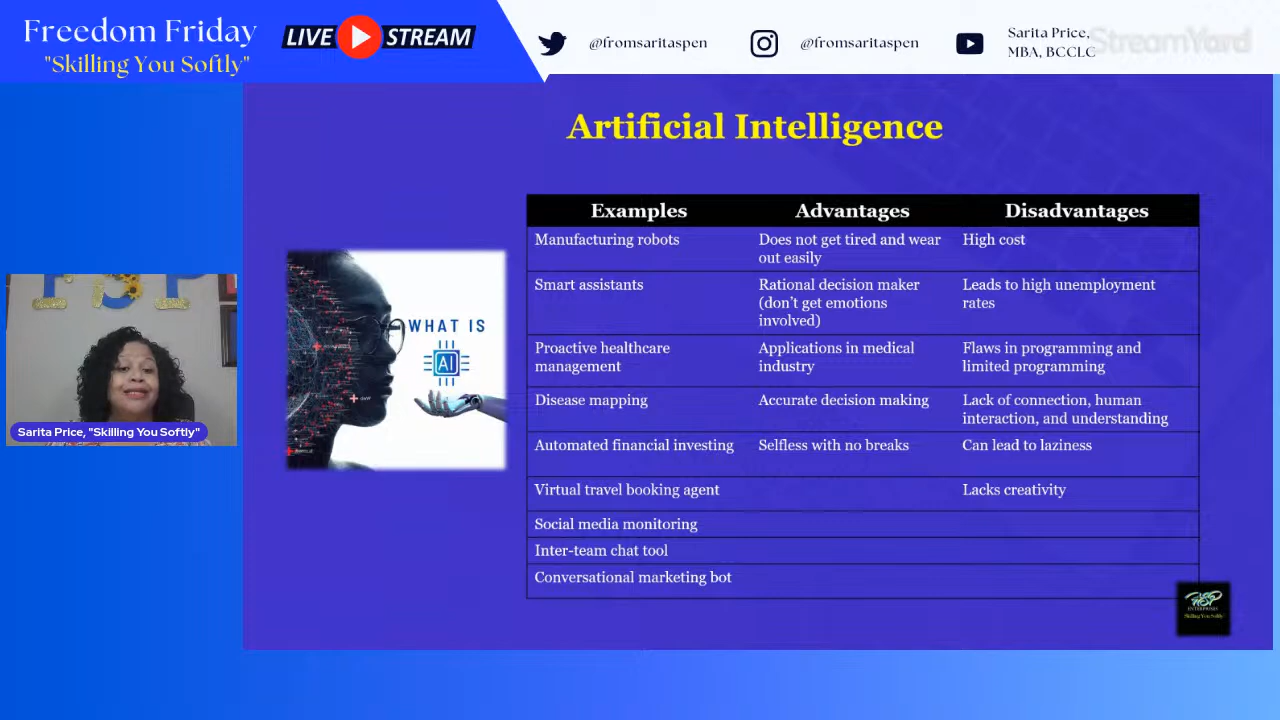 Freedom Friday
"Skilling You Softly"
LIVE STREAM
@fromsaritaspen
@fromsaritaspen
Sarita Price,
MBA, BCCLC
StreamYard
Artificial Intelligence
Examples Advantages Disadvantages
Manufacturing robots
Does not get tired and wear
out easily
High cost
Smart assistants
Rational decision maker
(don't get emotions
involved)
Leads to high unemployment
rates
Proactive healthcare
management
Applications in medical
industry
Flaws in programming and
limited programming
Disease mapping
Accurate decision making
Lack of connection, human
interaction, and understanding
Automated financial investing
Selfless with no breaks
Can lead to laziness
Virtual travel booking agent
Lacks creativity
Social media monitoring
Inter-team chat tool
Conversational marketing bot
WHAT IS
AI
FSP
Sarita Price, "Skilling You Softly"
ENTERPRISES
Skilling You Softly